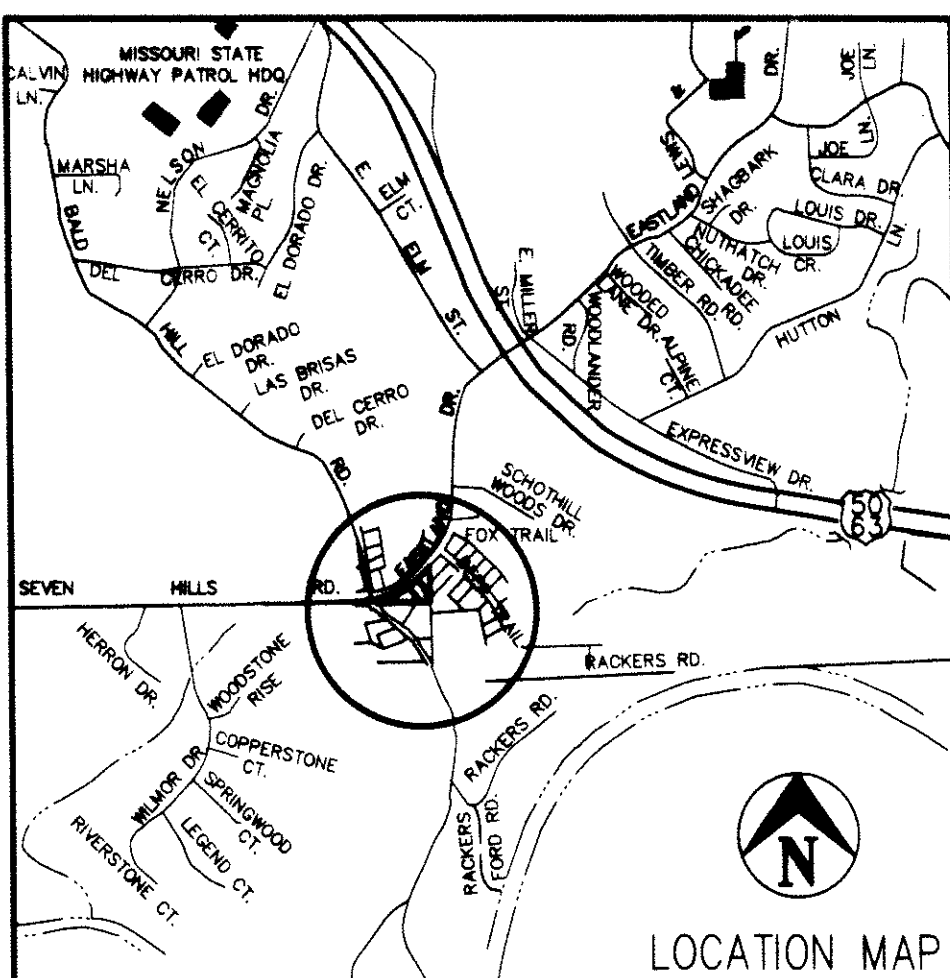 MISSOURI STATE
HIGHWAY PATROL HDQ.
CALVIN
LN.
MARSHA
LN.
NELSON
DR.
MAGNOLIA
PL.
EL CERRITO
CT.
EL DORADO DR.
BALD
HILL
RD.
DEL
CERRO DR.
EL DORADO
DR.
LAS BRISAS
DR.
DEL CERRO
DR.
E.
ELM
ST.
ELM
CT.
E. MILLER
ST.
LEWIS
EASTLAND
DR.
SHAGBARK
DR.
JOE
LN.
JOE
LN.
CLARA DR.
LOUIS DR.
LOUIS
CR.
NUTHATCH
DR.
CHICKADEE
RD.
TIMBER RD.
WOODED
LANE DR.
ALPINE
CT.
WOODLANDER
RD.
HUTTON
LN.
EXPRESSVIEW DR.
50
63
EASTLAND
DR.
SCHOTHILL
WOODS DR.
FOX TRAIL
TRAIL
SEVEN HILLS RD.
HERRON DR.
WOODSTONE
RISE
COPPERSTONE
CT.
WILMOR DR.
SPRINGWOOD
CT.
LEGEND CT.
RIVERSTONE CT.
RACKERS RD.
RACKERS RD.
RACKERS
FORD RD.
N
LOCATION MAP